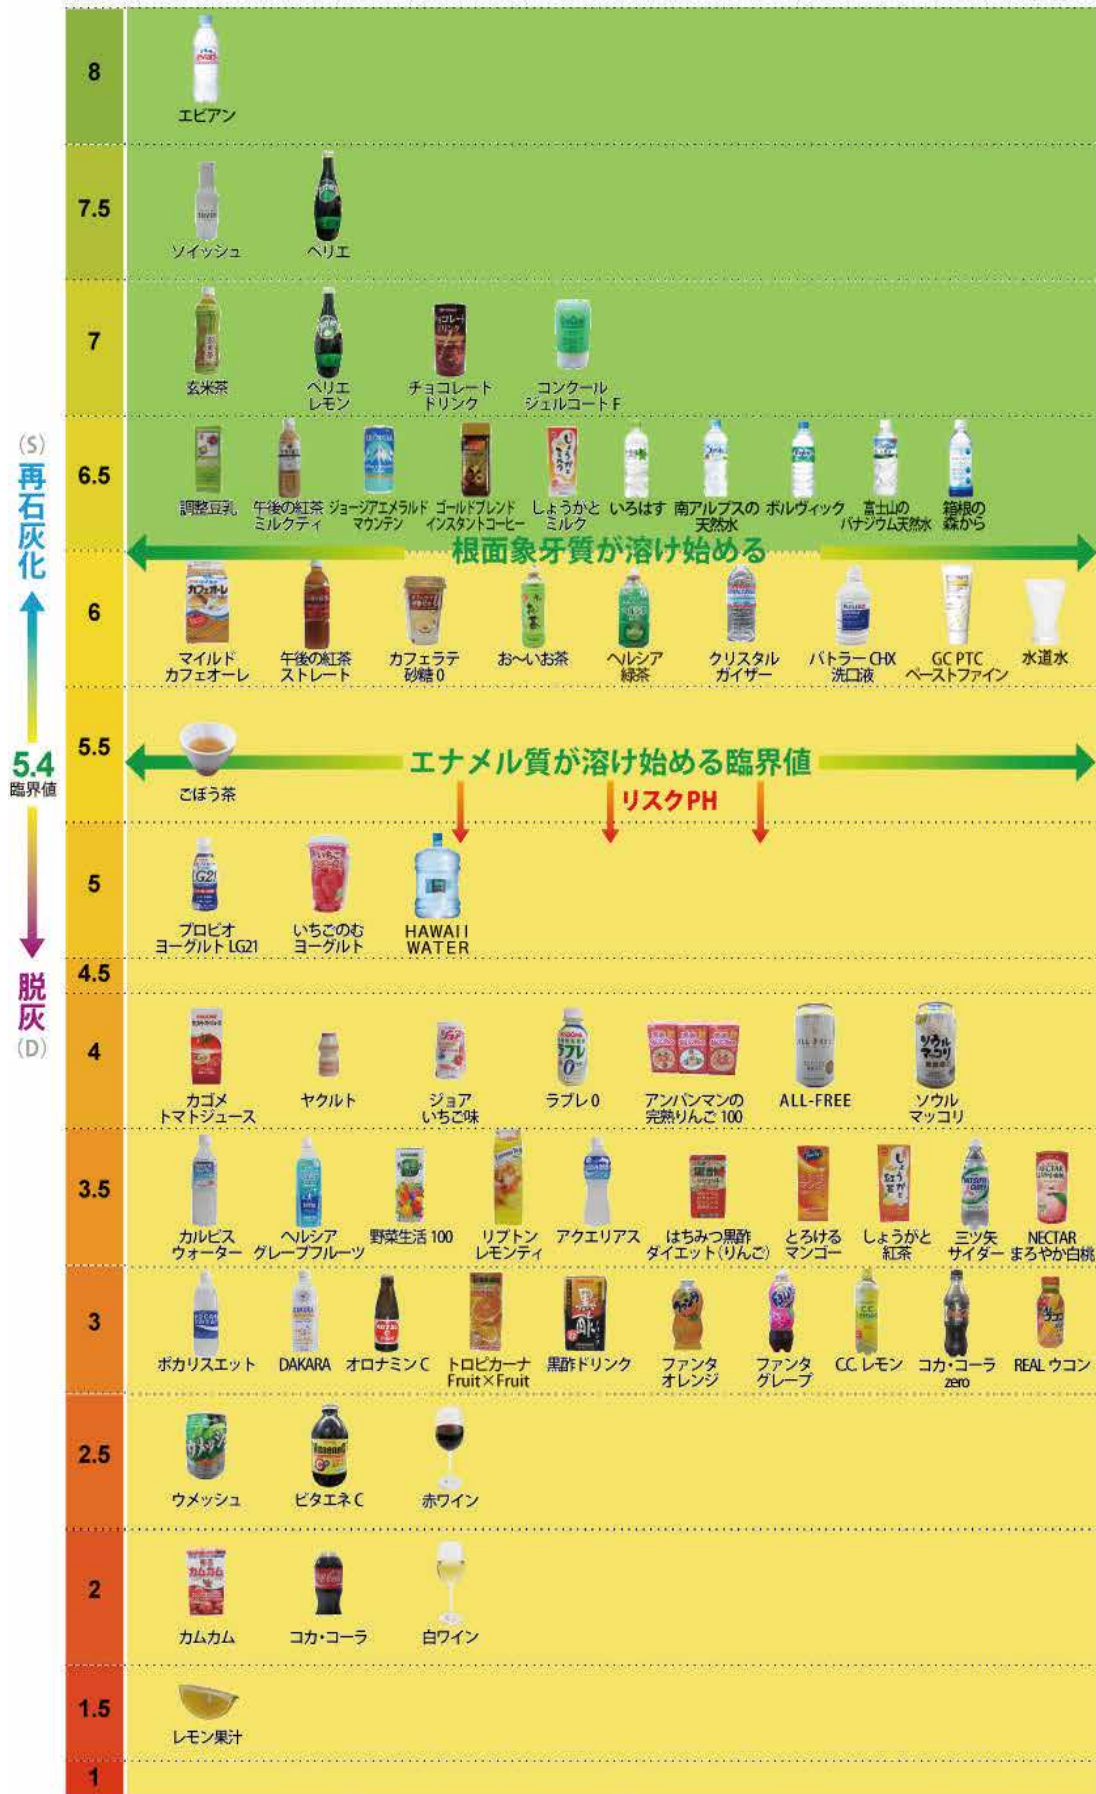 8
エビアン
7.5
ソイッシュ
ペリエ
7
玄米茶
ペリエ
レモン
チョコレート
ドリンク
コンクール
ジェルコートF
(S)
再石灰化
6.5
調整豆乳
午後の紅茶
ミルクティ
ジョージアエメラルド
マウンテン
ゴールドブレンド
インスタントコーヒー
しょうがと
ミルク
いろはす
南アルプスの
天然水
ボルヴィック
富士山の
バナジウム天然水
箱根の
森から
根面象牙質が溶け始める
6
マイルド
カフェオーレ
午後の紅茶
ストレート
カフェラテ
砂糖0
お〜いお茶
ヘルシア
緑茶
クリスタル
ガイザー
バトラーCHX
洗口液
GC PTC
ペーストファイン
水道水
5.4
臨界値
5.5
エナメル質が溶け始める臨界値
リスクPH
ごぼう茶
5
プロビオ
ヨーグルトLG21
いちごのむ
ヨーグルト
HAWAII
WATER
4.5
脱灰
(D)
4
カゴメ
トマトジュース
ヤクルト
ジョア
いちご味
ラブレ0
アンパンマンの
完熟りんご100
ALL-FREE
ソウル
マッコリ
3.5
カルピス
ウォーター
ヘルシア
グレープフルーツ
野菜生活100
リプトン
レモンティ
アクエリアス
はちみつ黒酢
ダイエット(りんご)
とろける
マンゴー
しょうがと
紅茶
三ツ矢
サイダー
NECTAR
まろやか白桃
3
ポカリスエット
DAKARA
オロナミンC
トロピカーナ
Fruit×Fruit
黒酢ドリンク
ファンタ
オレンジ
ファンタ
グレープ
C.C.レモン
コカ・コーラ
zero
REALウコン
2.5
ウメッシュ
ビタエネC
赤ワイン
2
カムカム
コカ・コーラ
白ワイン
1.5
レモン果汁
1